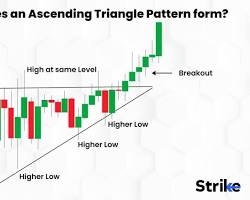 es an Ascending Triangle Pattern form?
High at same Level
Breakout
Higher Low
Higher Low
Higher Low
Strike